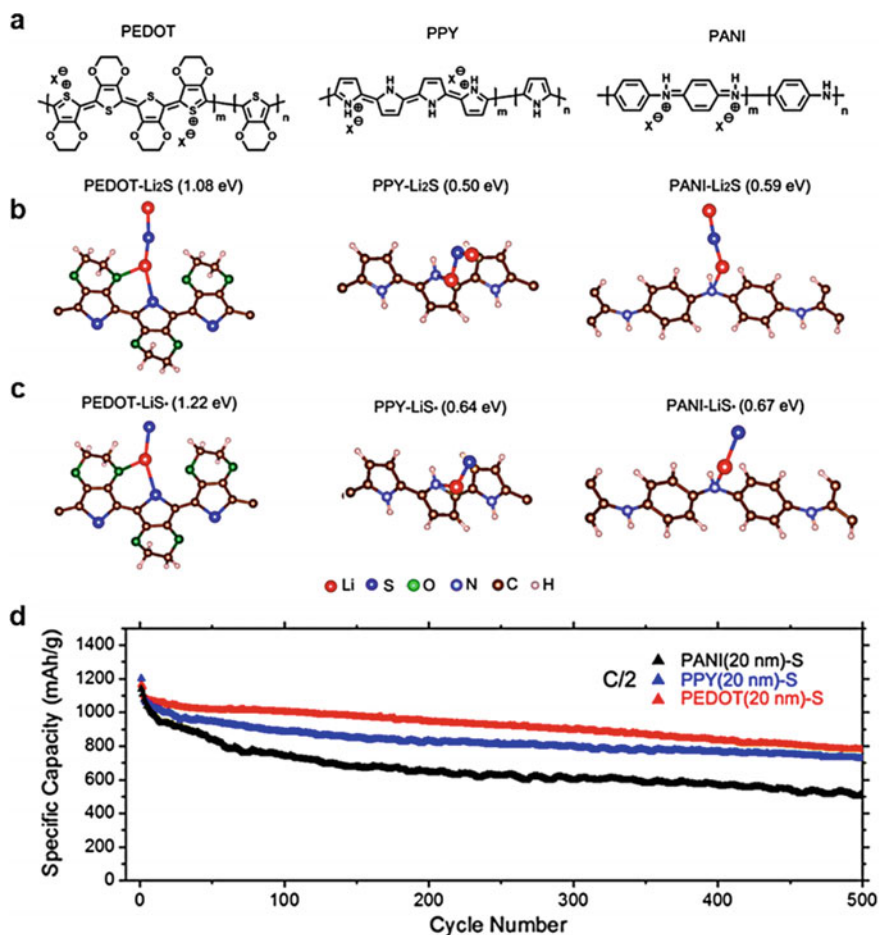 a
PEDOT PPY PANI
X⊖ S⊕ O O S O O S O O S⊕ X⊖ O O m S O O n
H N N H ⊕ X⊖ X⊖ ⊕ H N N H m H N n
H N⊕ H N⊕ X⊖ X⊖ m H N n
b
PEDOT-Li₂S (1.08 eV) PPY-Li₂S (0.50 eV) PANI-Li₂S (0.59 eV)
c
PEDOT-LiS• (1.22 eV) PPY-LiS• (0.64 eV) PANI-LiS• (0.67 eV)
Li S O N C H
d
Specific Capacity (mAh/g)
1400
1200
1000
800
600
400
200
0
C/2
PANI(20 nm)-S
PPY(20 nm)-S
PEDOT(20 nm)-S
0 100 200 300 400 500
Cycle Number